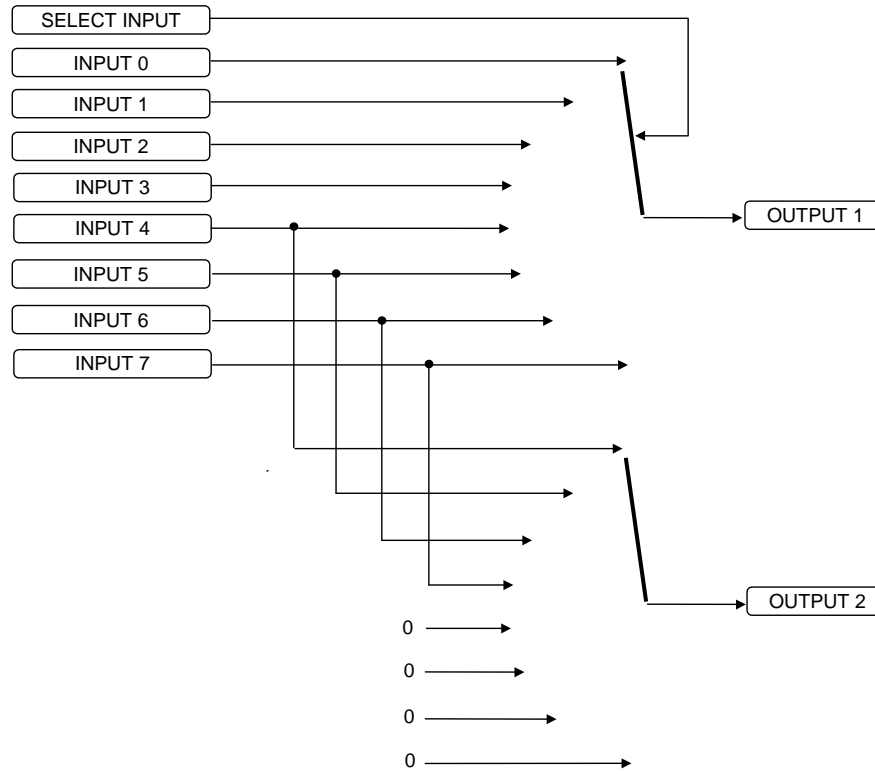 SELECT INPUT
INPUT 0
INPUT 1
INPUT 2
INPUT 3
INPUT 4
INPUT 5
INPUT 6
INPUT 7
OUTPUT 1
OUTPUT 2
0
0
0
0